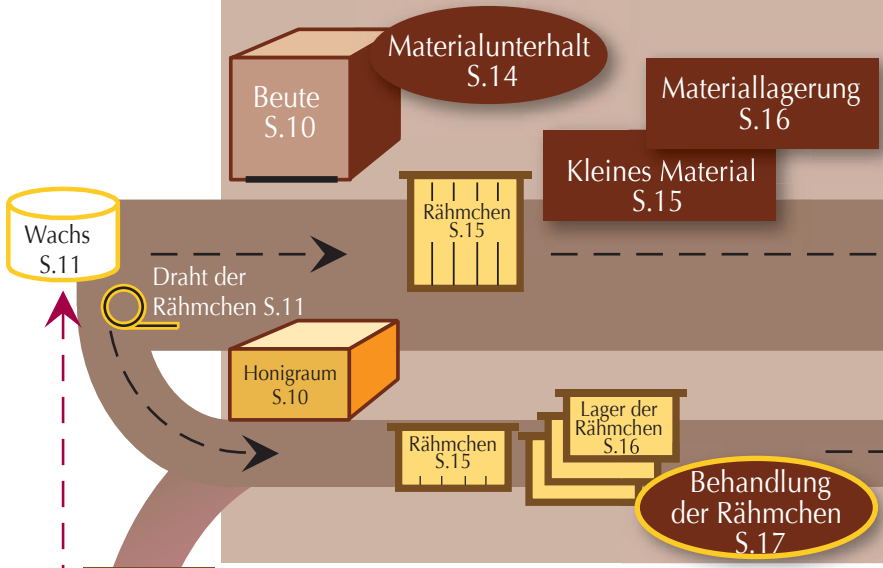 Materialunterhalt
S.14
Beute
S.10
Materiallagerung
S.16
Kleines Material
S.15
Rähmchen
S.15
Wachs
S.11
Draht der
Rähmchen S.11
Honigraum
S.10
Rähmchen
S.15
Lager der
Rähmchen
S.16
Behandlung
der Rähmchen
S.17